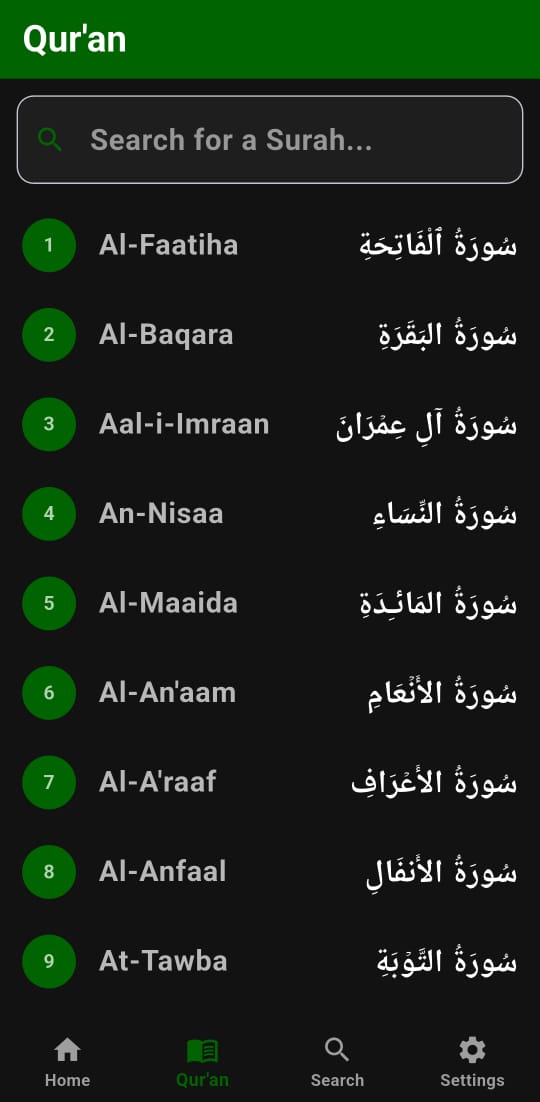 Qur'an
Search for a Surah...
1 Al-Faatiha سُورَةُ ٱلْفَاتِحَةِ
2 Al-Baqara سُورَةُ البَقَرَةِ
3 Aal-i-Imraan سُورَةُ آلِ عِمْرَانَ
4 An-Nisaa سُورَةُ النِّسَاءِ
5 Al-Maaida سُورَةُ المَائـِدَةِ
6 Al-An'aam سُورَةُ الأَنْعَامِ
7 Al-A'raaf سُورَةُ الأَعْرَافِ
8 Al-Anfaal سُورَةُ الأَنفَالِ
9 At-Tawba سُورَةُ التَّوْبَةِ
Home Qur'an Search Settings